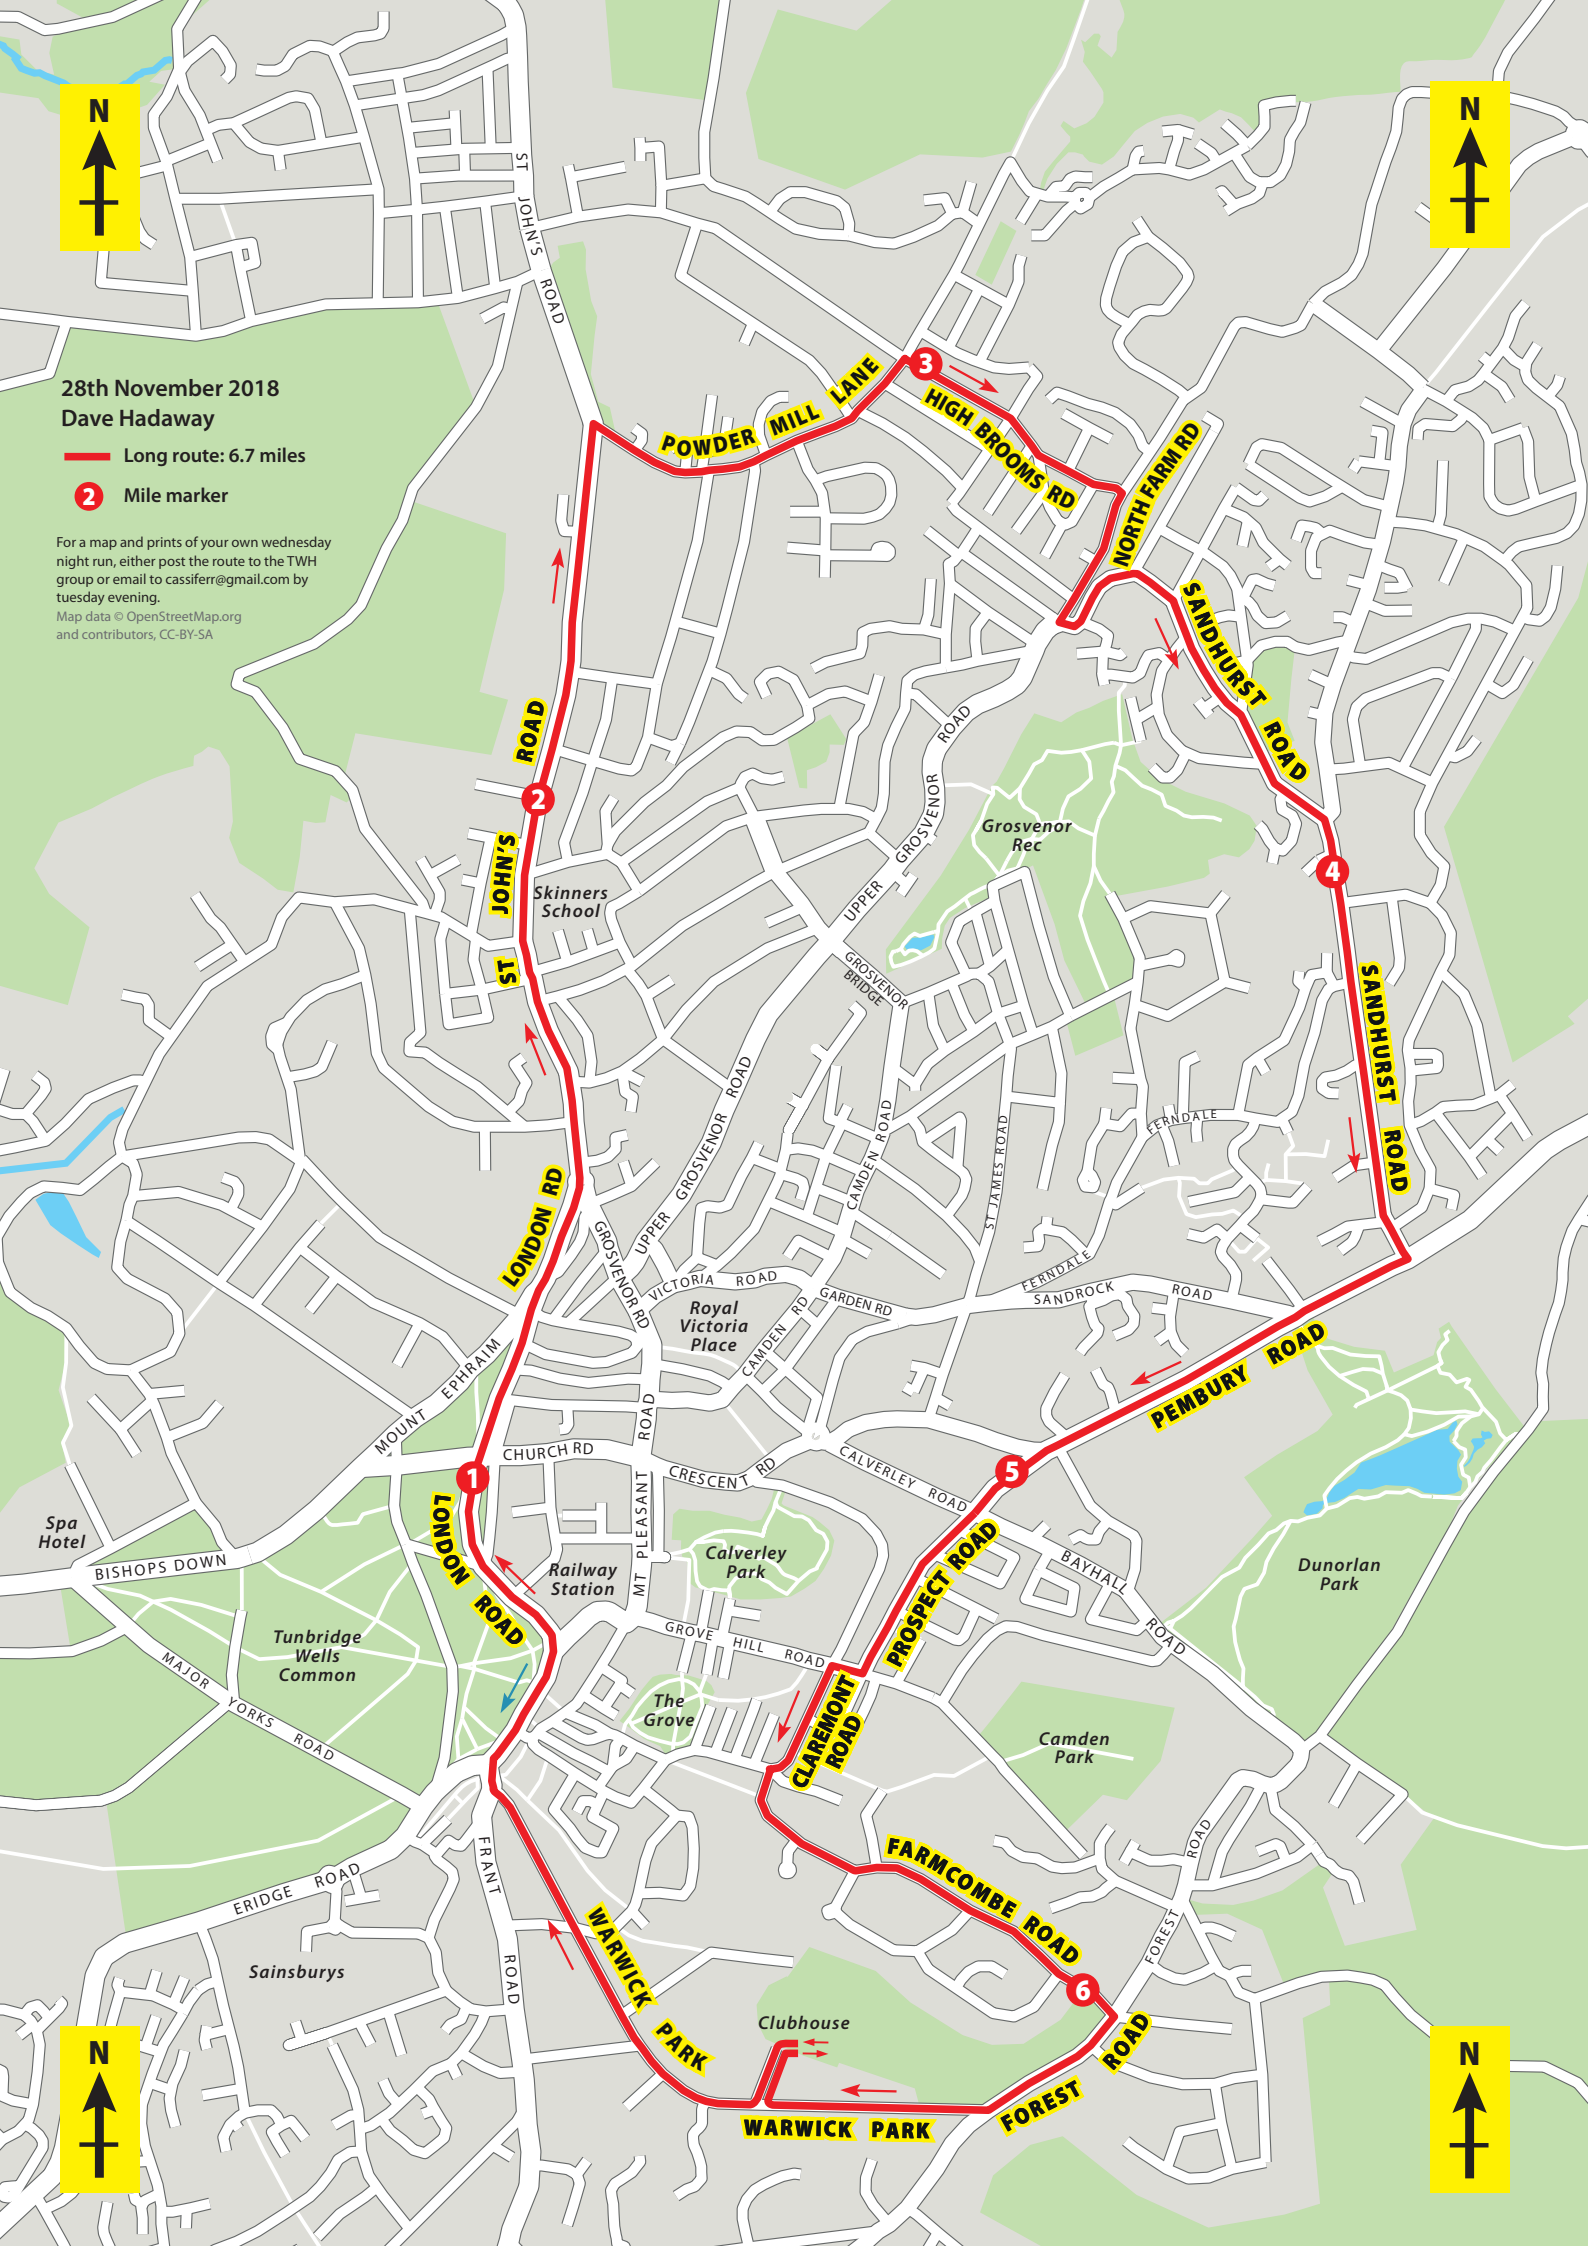 N
N
ST JOHN'S ROAD
28th November 2018
Dave Hadaway
Long route: 6.7 miles
2 Mile marker
For a map and prints of your own wednesday
night run, either post the route to the TWH
group or email to cassiferr@gmail.com by
tuesday evening.
Map data © OpenStreetMap.org
and contributors, CC-BY-SA
POWDER MILL LANE
3
HIGH BROOMS RD
NORTH FARM RD
SANDHURST ROAD
ST JOHN'S ROAD
2
Skinners
School
UPPER GROSVENOR ROAD
Grosvenor
Rec
4
GROSVENOR
BRIDGE
SANDHURST ROAD
UPPER GROSVENOR ROAD
CAMDEN ROAD
ST JAMES ROAD
FERNDALE
LONDON RD
GROSVENOR RD
VICTORIA ROAD
Royal
Victoria
Place
CAMDEN RD
GARDEN RD
FERNDALE
SANDROCK ROAD
PEMBURY ROAD
MOUNT EPHRAIM
1
CHURCH RD
ROAD
CRESCENT RD
CALVERLEY ROAD
5
LONDON ROAD
MT PLEASANT
Spa
Hotel
BISHOPS DOWN
Railway
Station
Calverley
Park
PROSPECT ROAD
BAYHALL ROAD
Dunorlan
Park
Tunbridge
Wells
Common
MAJOR YORKS ROAD
GROVE HILL ROAD
The
Grove
CLAREMONT
ROAD
Camden
Park
FRANT ROAD
ERIDGE ROAD
Sainsburys
WARWICK PARK
FARMCOMBE ROAD
6
FOREST ROAD
Clubhouse
FOREST ROAD
WARWICK PARK
N
N